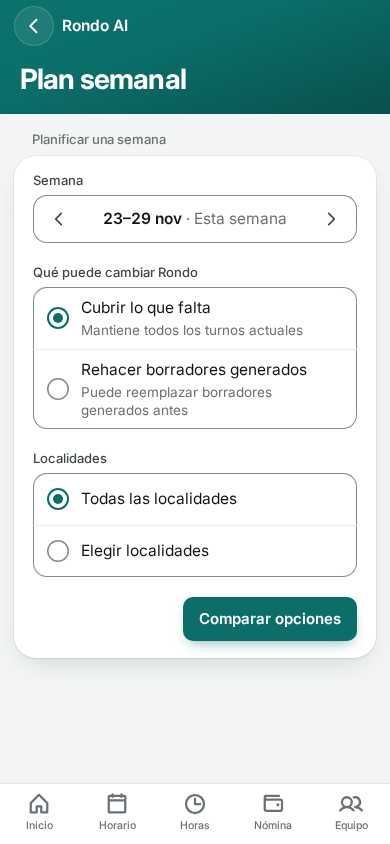 Rondo AI
Plan semanal
Planificar una semana
Semana
23–29 nov · Esta semana
Qué puede cambiar Rondo
Cubrir lo que falta
Mantiene todos los turnos actuales
Rehacer borradores generados
Puede reemplazar borradores
generados antes
Localidades
Todas las localidades
Elegir localidades
Comparar opciones
Inicio
Horario
Horas
Nómina
Equipo